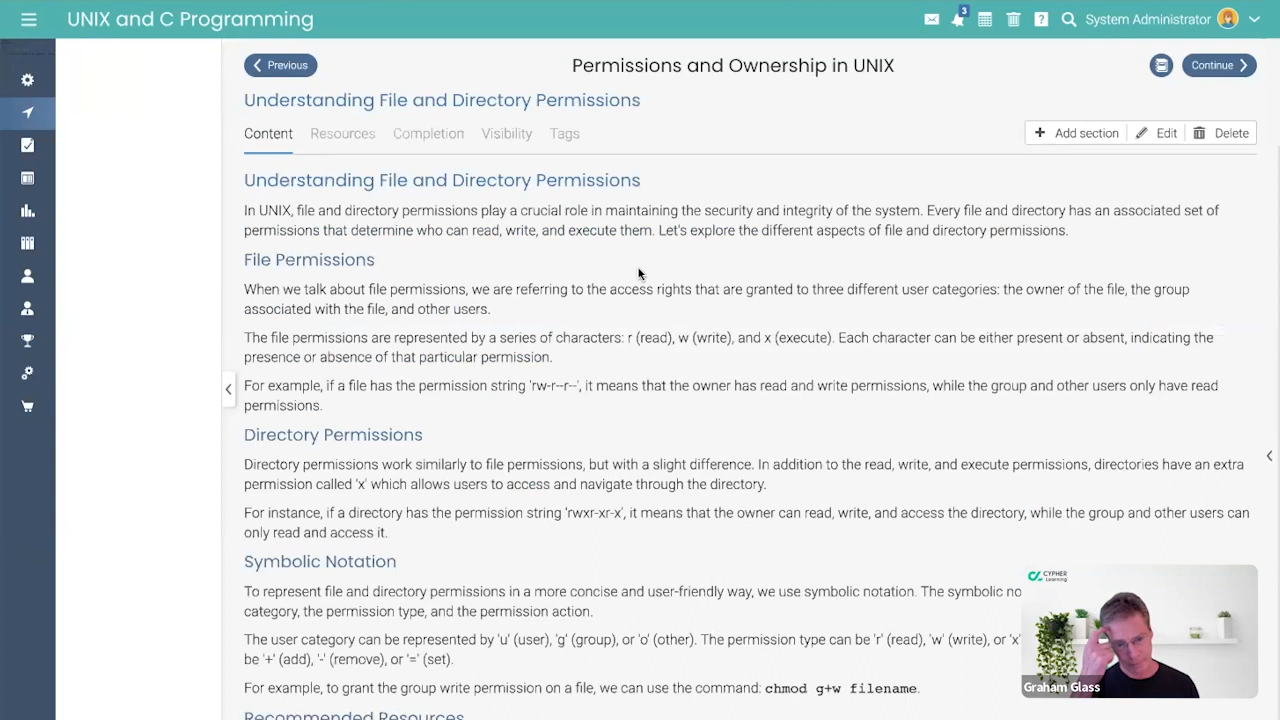 UNIX and C Programming
3
System Administrator
Previous
Permissions and Ownership in UNIX
Continue
Understanding File and Directory Permissions
Content Resources Completion Visibility Tags
+ Add section Edit Delete
Understanding File and Directory Permissions
In UNIX, file and directory permissions play a crucial role in maintaining the security and integrity of the system. Every file and directory has an associated set of
permissions that determine who can read, write, and execute them. Let's explore the different aspects of file and directory permissions.
File Permissions
When we talk about file permissions, we are referring to the access rights that are granted to three different user categories: the owner of the file, the group
associated with the file, and other users.
The file permissions are represented by a series of characters: r (read), w (write), and x (execute). Each character can be either present or absent, indicating the
presence or absence of that particular permission.
For example, if a file has the permission string 'rw-r--r--', it means that the owner has read and write permissions, while the group and other users only have read
permissions.
Directory Permissions
Directory permissions work similarly to file permissions, but with a slight difference. In addition to the read, write, and execute permissions, directories have an extra
permission called 'x' which allows users to access and navigate through the directory.
For instance, if a directory has the permission string 'rwxr-xr-x', it means that the owner can read, write, and access the directory, while the group and other users can
only read and access it.
Symbolic Notation
To represent file and directory permissions in a more concise and user-friendly way, we use symbolic notation. The symbolic no
category, the permission type, and the permission action.
The user category can be represented by 'u' (user), 'g' (group), or 'o' (other). The permission type can be 'r' (read), 'w' (write), or 'x'
be '+' (add), '-' (remove), or '=' (set).
For example, to grant the group write permission on a file, we can use the command: chmod g+w filename.
Recommended Resources
CYPHER
Learning
Graham Glass